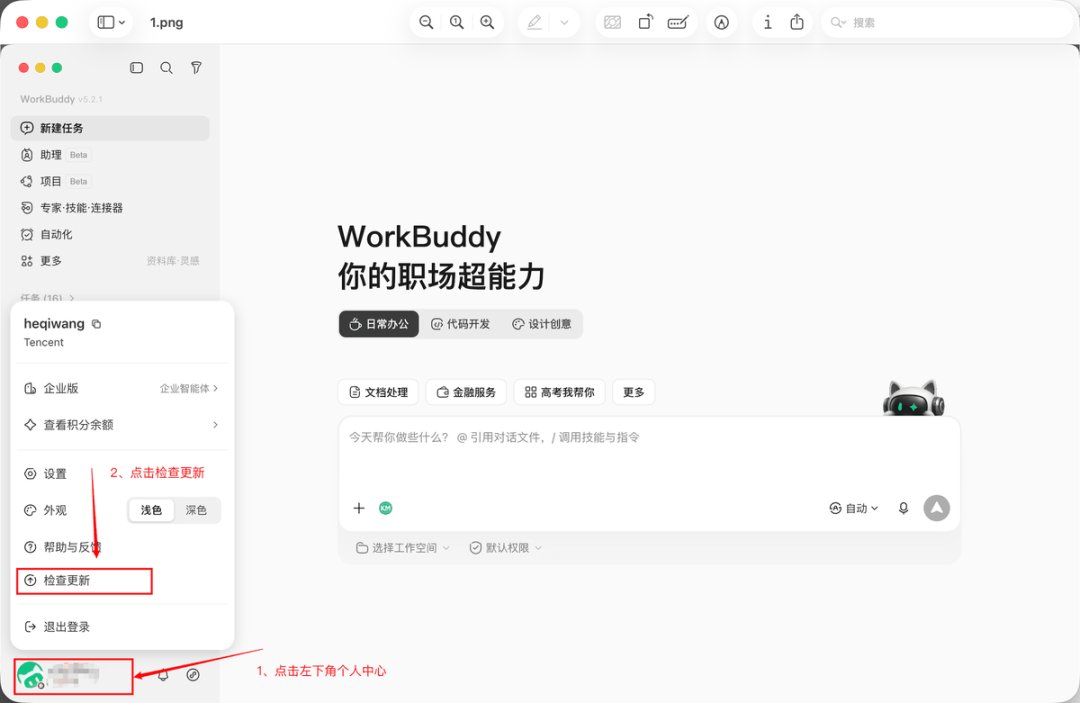 1.png
搜索
WorkBuddy v5.2.1
新建任务
助理 Beta
项目 Beta
专家·技能·连接器
自动化
更多 资料库·灵感
任务 (16)
heqiwang
Tencent
企业版 企业智能体
查看积分余额
设置
2、点击检查更新
外观 浅色 深色
帮助与反馈
检查更新
退出登录
1、点击左下角个人中心
WorkBuddy
你的职场超能力
日常办公 代码开发 设计创意
文档处理 金融服务 高考我帮你 更多
今天帮你做些什么? @ 引用对话文件, / 调用技能与指令
KM 自动
选择工作空间 默认权限